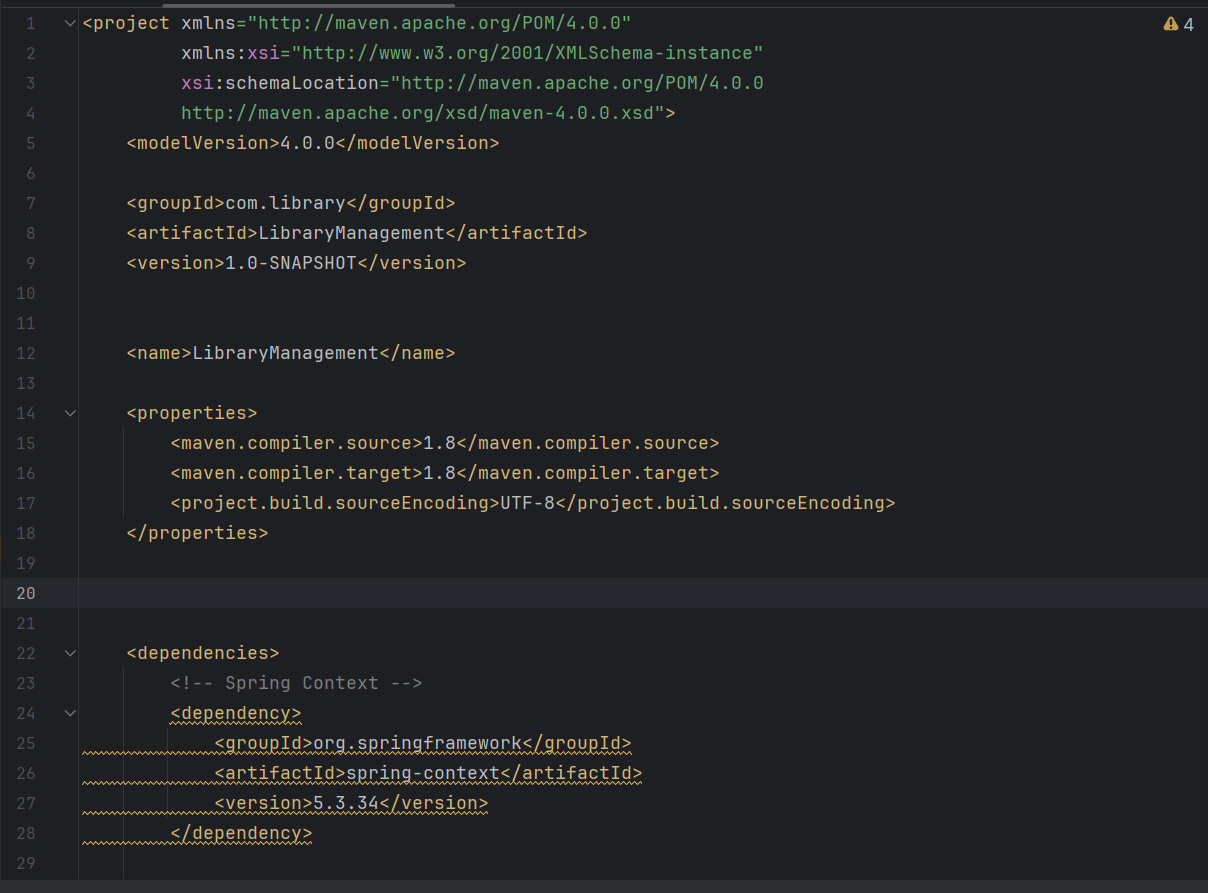 1 <project xmlns="http://maven.apache.org/POM/4.0.0" 4
2 xmlns:xsi="http://www.w3.org/2001/XMLSchema-instance"
3 xsi:schemaLocation="http://maven.apache.org/POM/4.0.0
4 http://maven.apache.org/xsd/maven-4.0.0.xsd">
5 <modelVersion>4.0.0</modelVersion>
6
7 <groupId>com.library</groupId>
8 <artifactId>LibraryManagement</artifactId>
9 <version>1.0-SNAPSHOT</version>
10
11
12 <name>LibraryManagement</name>
13
14 <properties>
15 <maven.compiler.source>1.8</maven.compiler.source>
16 <maven.compiler.target>1.8</maven.compiler.target>
17 <project.build.sourceEncoding>UTF-8</project.build.sourceEncoding>
18 </properties>
19
20
21
22 <dependencies>
23 <!-- Spring Context -->
24 <dependency>
25 <groupId>org.springframework</groupId>
26 <artifactId>spring-context</artifactId>
27 <version>5.3.34</version>
28 </dependency>
29